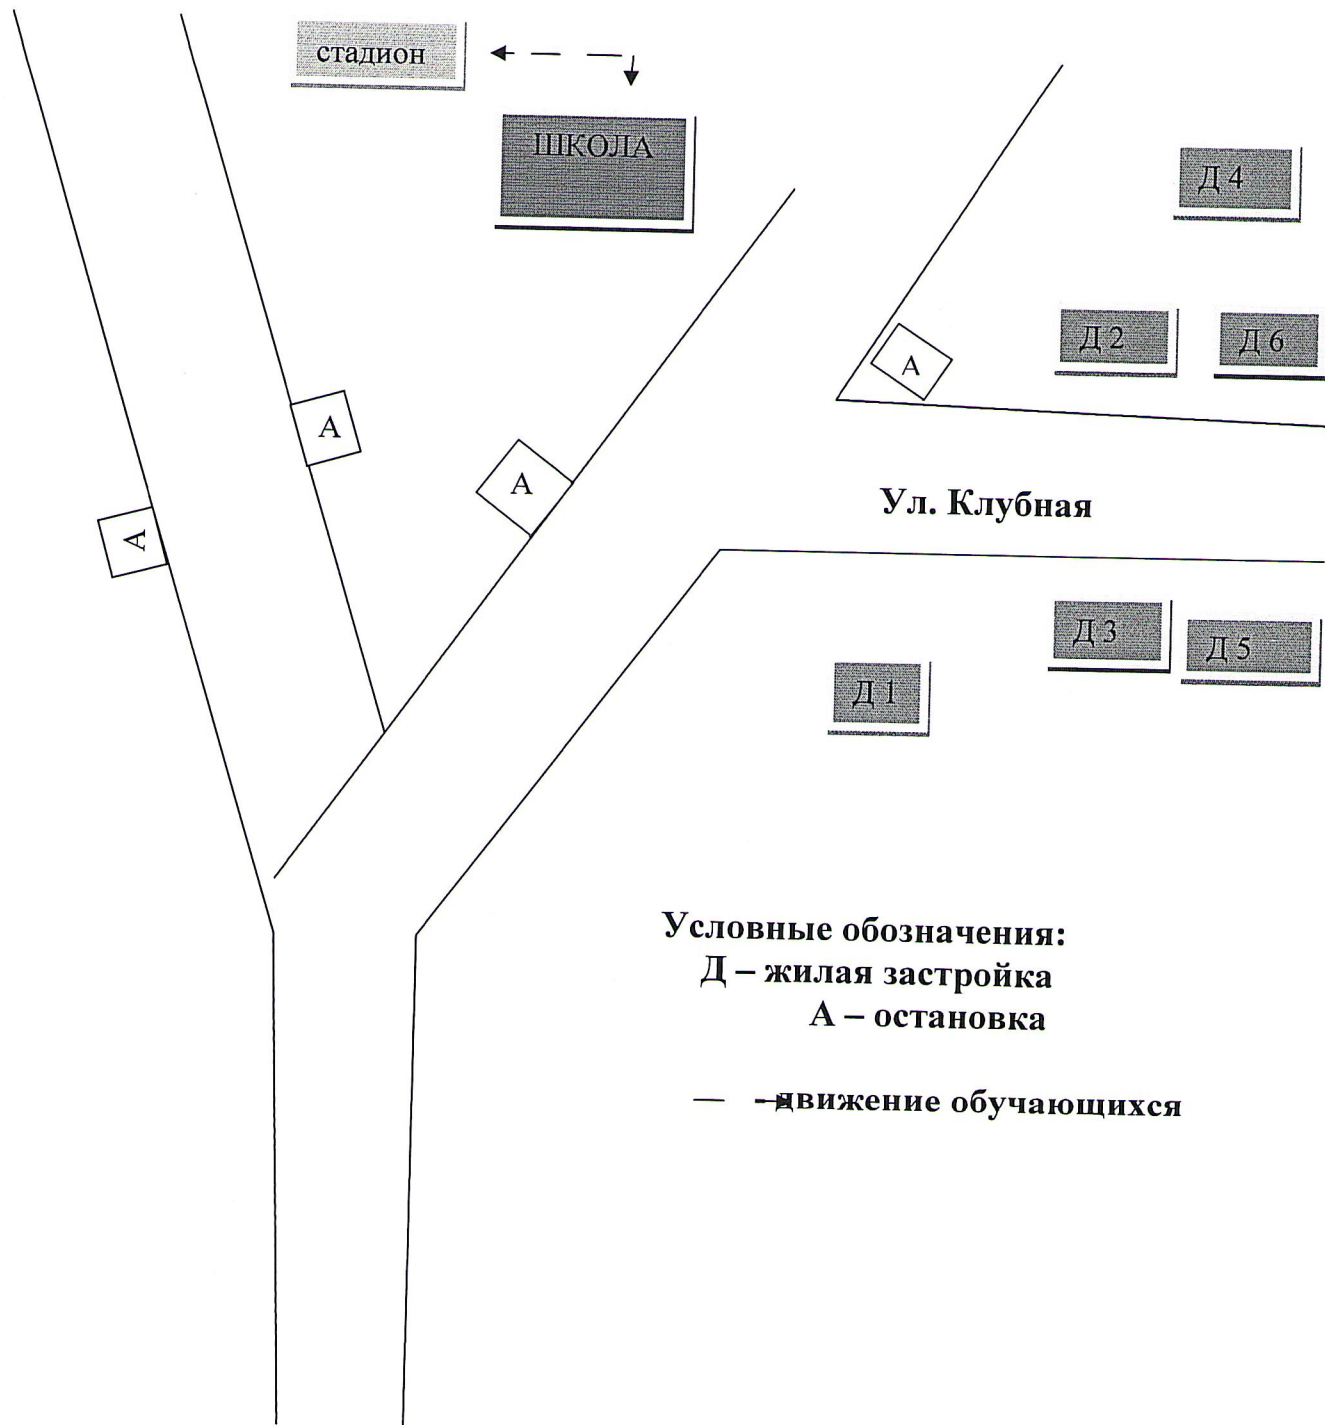 стадион
ШКОЛА
Д 4
Д 2
Д 6
А
А
А
А
Ул. Клубная
Д 3
Д 5
Д 1
Условные обозначения:
Д – жилая застройка
А – остановка
движение обучающихся